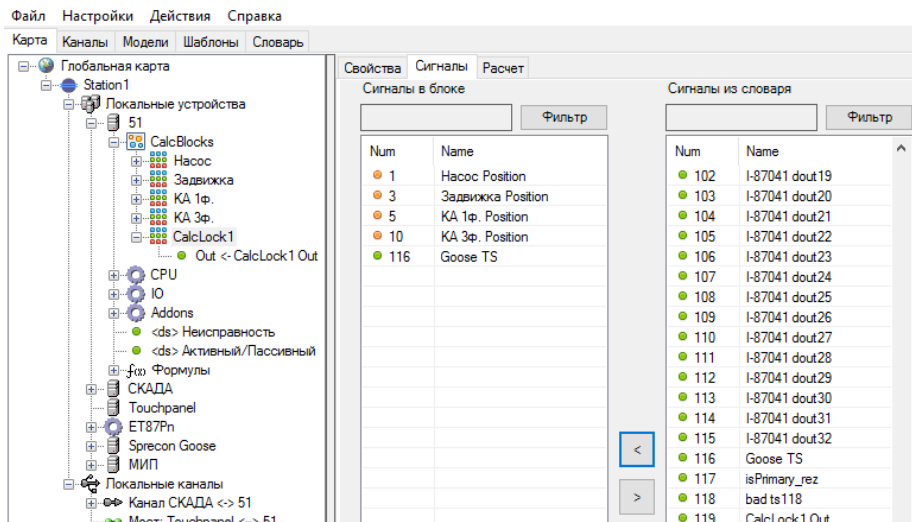 Файл Настройки Действия Справка
Карта Каналы Модели Шаблоны Словарь
Глобальная карта
Station1
Локальные устройства
51
CalcBlocks
Насос
Задвижка
КА 1ф.
КА 3ф.
CalcLock1
Out <- CalcLock1 Out
CPU
IO
Addons
<ds> Неисправность
<ds> Активный/Пассивный
f(x) Формулы
СКАДА
Touchpanel
ET87Pn
Sprecon Goose
МИП
Локальные каналы
Канал СКАДА <-> 51
Мост: Touchpanel <-> 51
Свойства Сигналы Расчет
Сигналы в блоке
Фильтр
Num Name
1 Насос Position
3 Задвижка Position
5 КА 1ф. Position
10 КА 3ф. Position
116 Goose TS
<
>
Сигналы из словаря
Фильтр
Num Name
102 I-87041 dout19
103 I-87041 dout20
104 I-87041 dout21
105 I-87041 dout22
106 I-87041 dout23
107 I-87041 dout24
108 I-87041 dout25
109 I-87041 dout26
110 I-87041 dout27
111 I-87041 dout28
112 I-87041 dout29
113 I-87041 dout30
114 I-87041 dout31
115 I-87041 dout32
116 Goose TS
117 isPrimary_rez
118 bad ts118
119 CalcLock1 Out